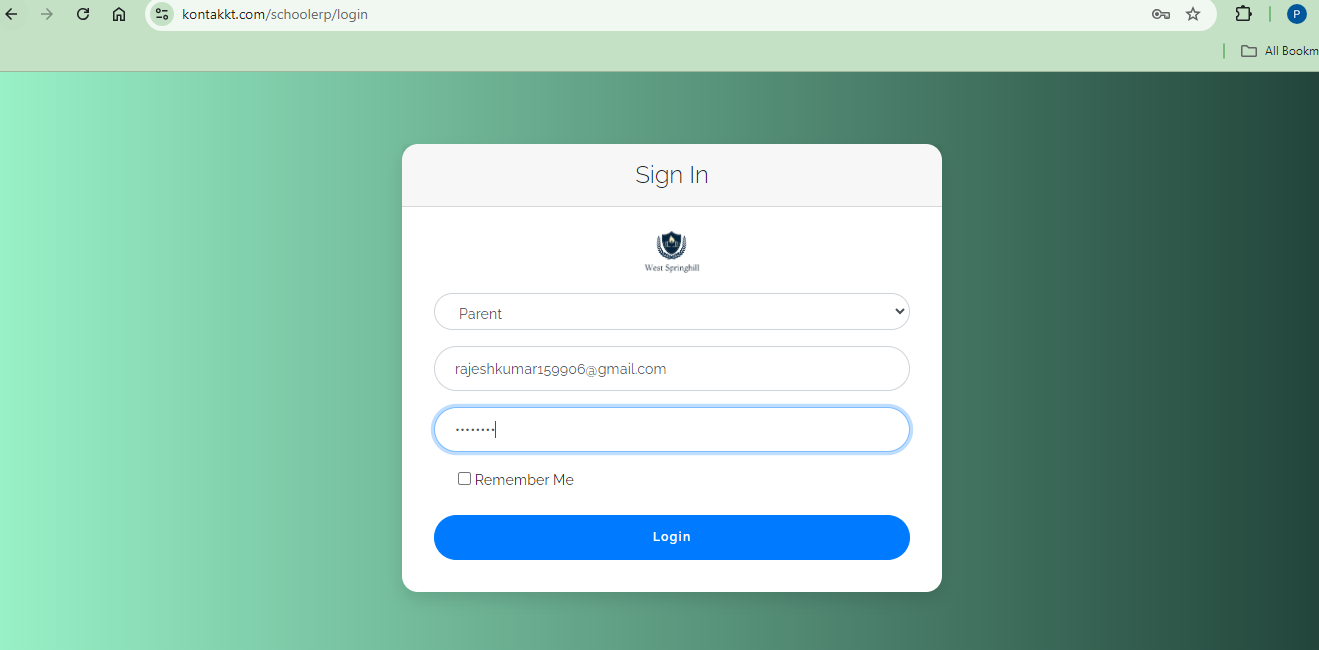 kontakkt.com/schoolerp/login
P
All Bookm
Sign In
West Springhill
Parent
rajeshkumar159906@gmail.com
••••••••
Remember Me
Login